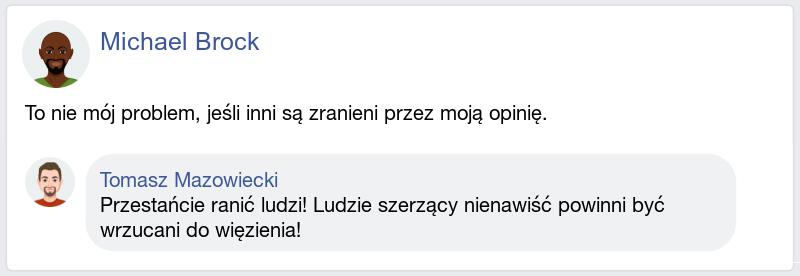 Michael Brock
To nie mój problem, jeśli inni są zranieni przez moją opinię.
Tomasz Mazowiecki
Przestańcie ranić ludzi! Ludzie szerzący nienawiść powinni być
wrzucani do więzienia!